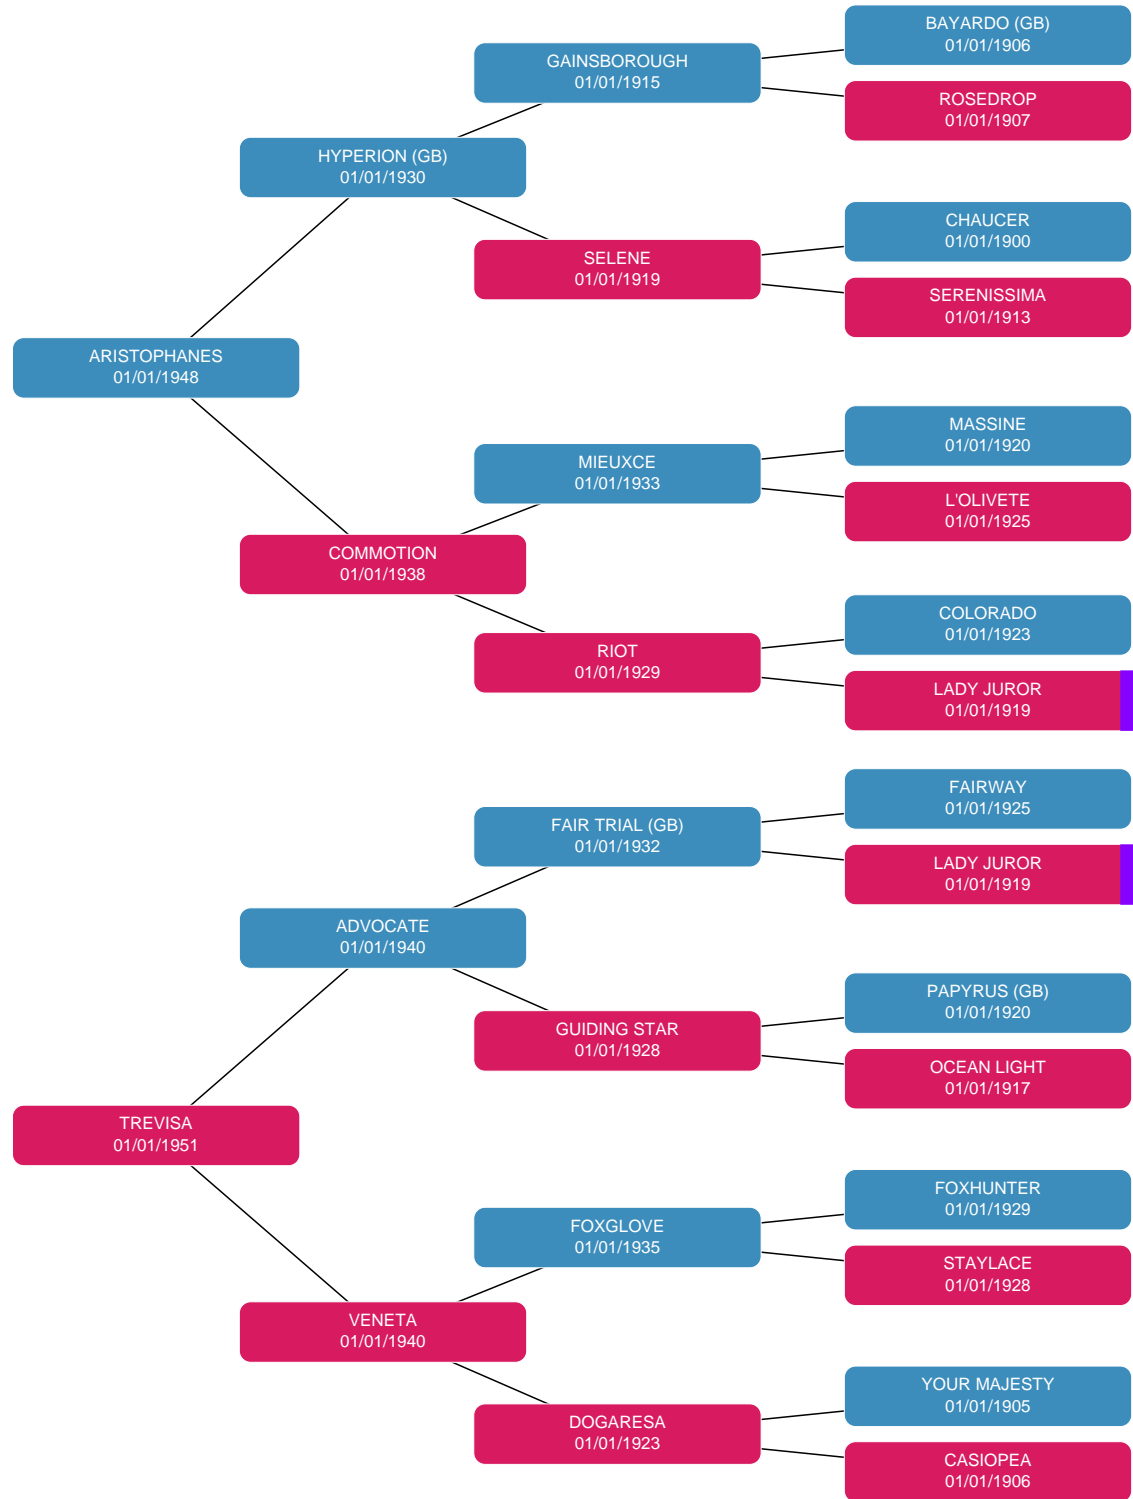 BAYARDO (GB)
01/01/1906
GAINSBOROUGH
01/01/1915
ROSEDROP
01/01/1907
HYPERION (GB)
01/01/1930
CHAUCER
01/01/1900
SELENE
01/01/1919
SERENISSIMA
01/01/1913
ARISTOPHANES
01/01/1948
MASSINE
01/01/1920
MIEUXCE
01/01/1933
L'OLIVETE
01/01/1925
COMMOTION
01/01/1938
COLORADO
01/01/1923
RIOT
01/01/1929
LADY JUROR
01/01/1919
FAIRWAY
01/01/1925
FAIR TRIAL (GB)
01/01/1932
LADY JUROR
01/01/1919
ADVOCATE
01/01/1940
PAPYRUS (GB)
01/01/1920
GUIDING STAR
01/01/1928
OCEAN LIGHT
01/01/1917
TREVISA
01/01/1951
FOXHUNTER
01/01/1929
FOXGLOVE
01/01/1935
STAYLACE
01/01/1928
VENETA
01/01/1940
YOUR MAJESTY
01/01/1905
DOGARESA
01/01/1923
CASIOPEA
01/01/1906